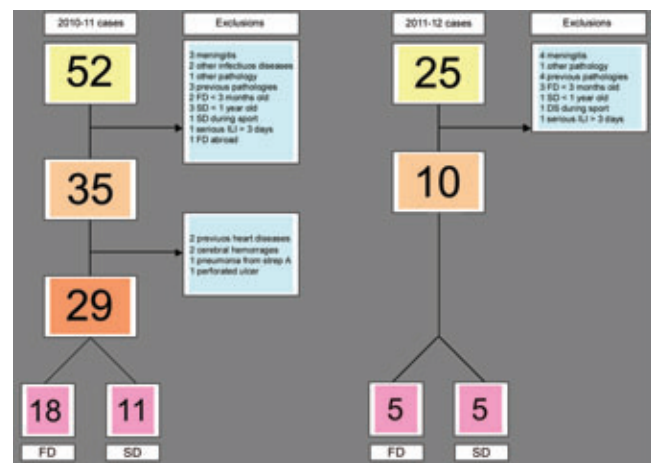 2010-11 cases
Exclusions
52
3 meningitis
2 other infectiuos diseases
1 other pathology
3 previous pathologies
2 FD < 3 months old
3 SD < 1 year old
1 SD during sport
1 serious ILI > 3 days
1 FD abroad
35
2 previuos heart diseases
2 cerebral hemorrages
1 pneumonia from strep A
1 perforated ulcer
29
18
11
FD
SD
2011-12 cases
Exclusions
25
4 meningitis
1 other pathology
4 previous pathologies
3 FD < 3 months old
1 SD < 1 year old
1 DS during sport
1 serious ILI > 3 days
10
5
5
FD
SD